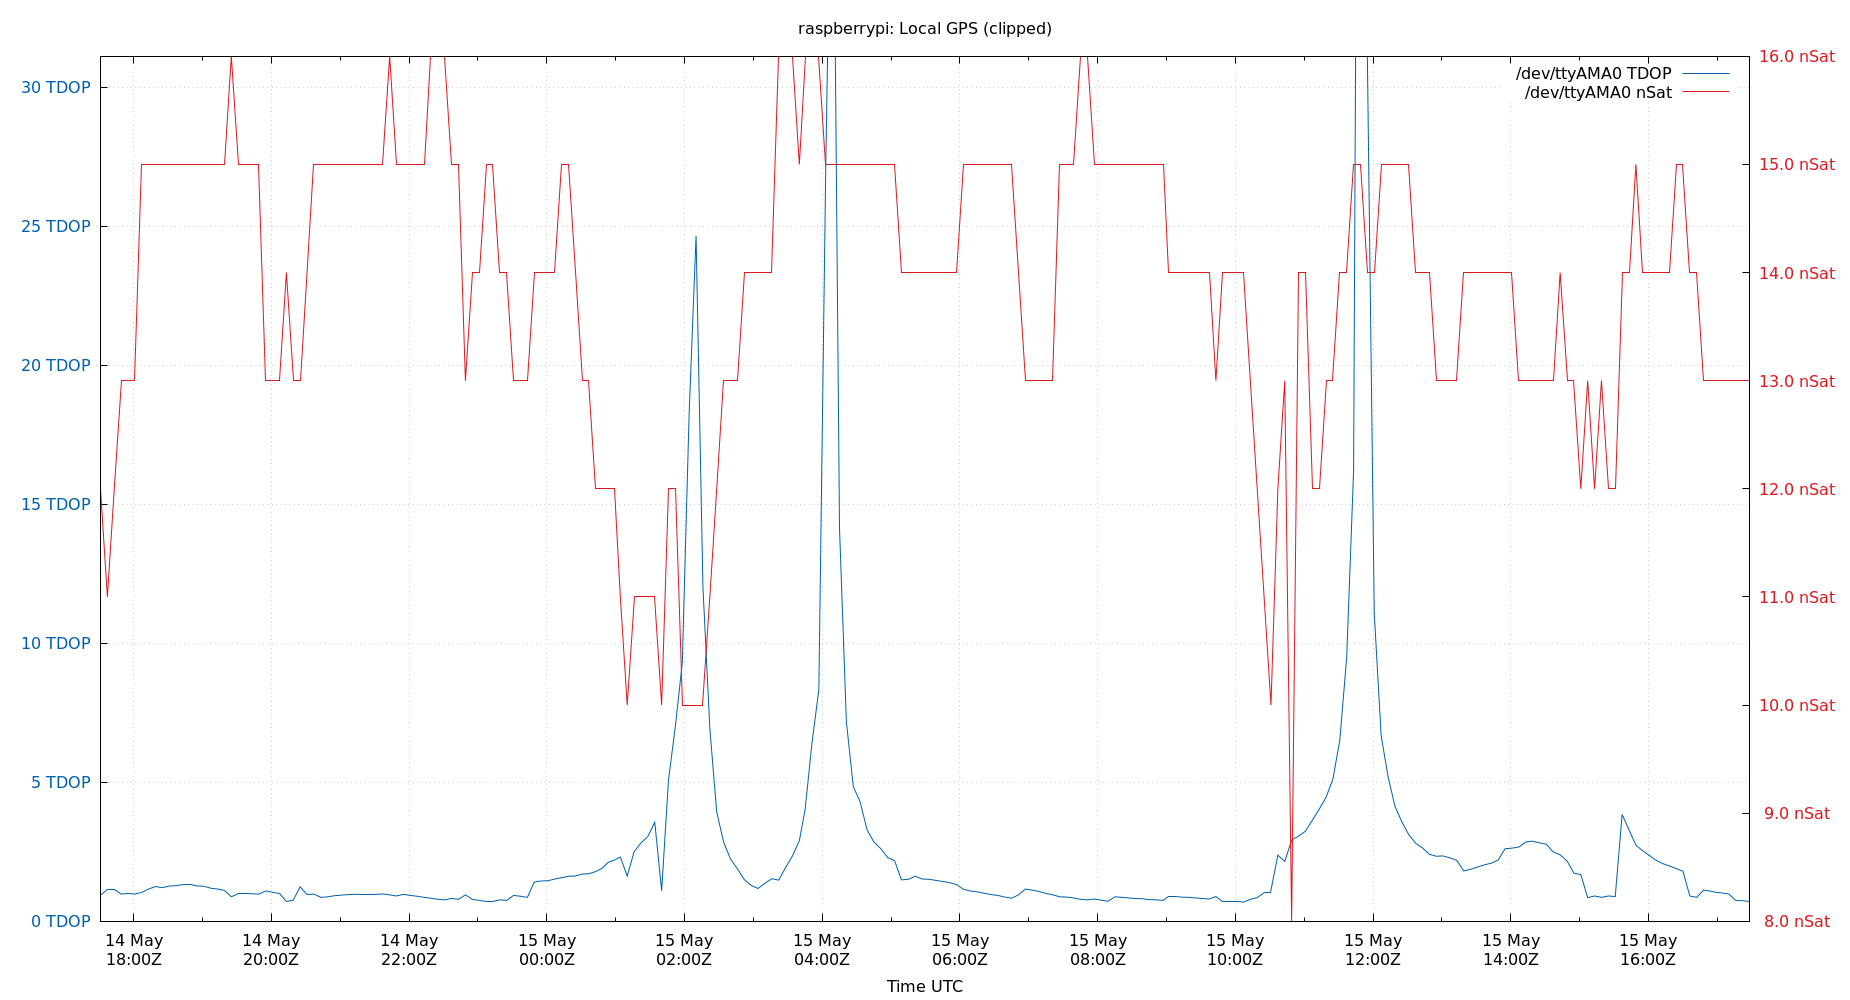 raspberrypi: Local GPS (clipped)
/dev/ttyAMA0 TDOP
/dev/ttyAMA0 nSat
30 TDOP
25 TDOP
20 TDOP
15 TDOP
10 TDOP
5 TDOP
0 TDOP
16.0 nSat
15.0 nSat
14.0 nSat
13.0 nSat
12.0 nSat
11.0 nSat
10.0 nSat
9.0 nSat
8.0 nSat
14 May
18:00Z
14 May
20:00Z
14 May
22:00Z
15 May
00:00Z
15 May
02:00Z
15 May
04:00Z
15 May
06:00Z
15 May
08:00Z
15 May
10:00Z
15 May
12:00Z
15 May
14:00Z
15 May
16:00Z
Time UTC